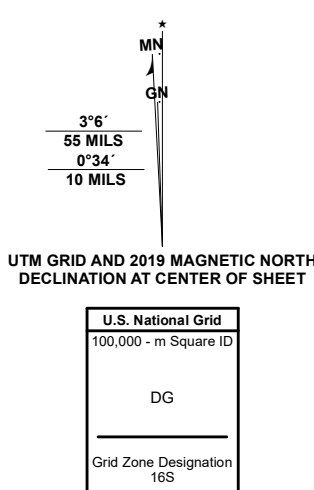 ★
MN
GN
3°6´
55 MILS
0°34´
10 MILS
UTM GRID AND 2019 MAGNETIC NORTH
DECLINATION AT CENTER OF SHEET
U.S. National Grid
100,000 - m Square ID
DG
Grid Zone Designation
16S